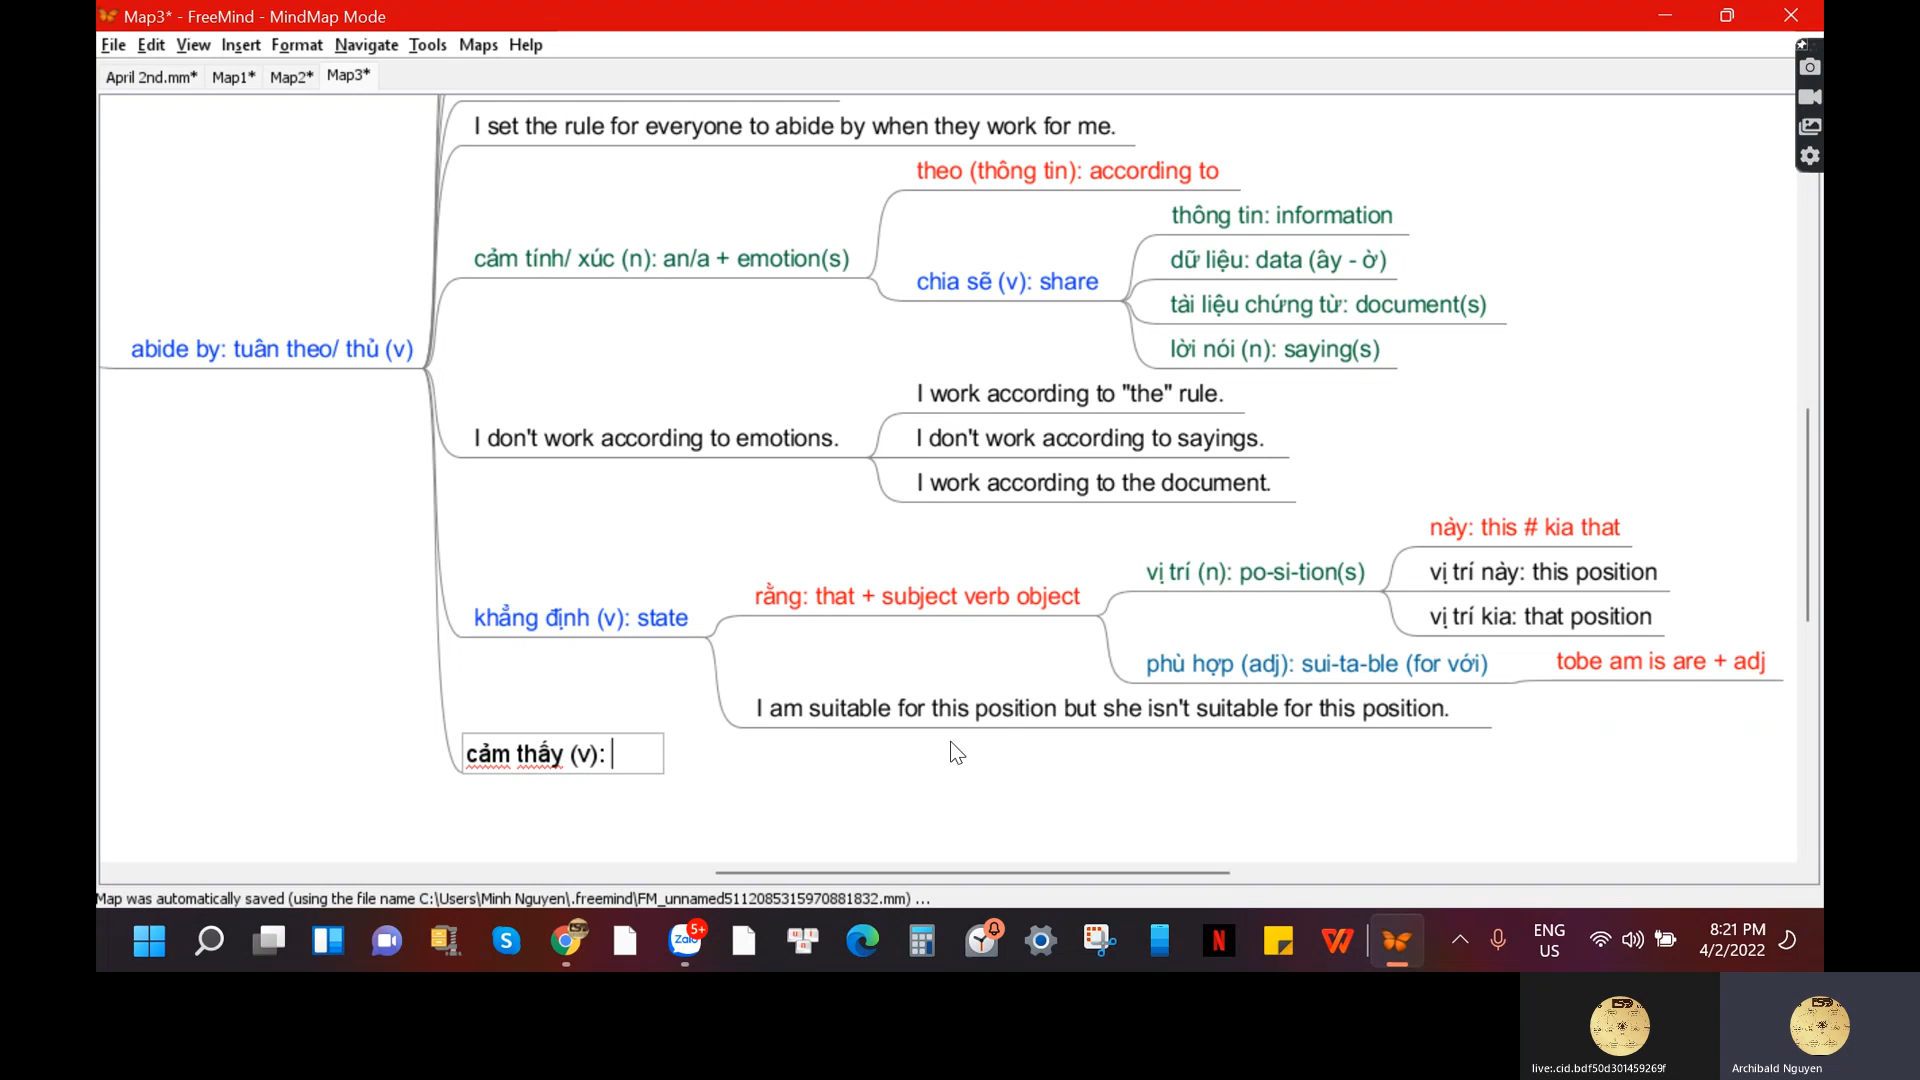 Map3* - FreeMind - MindMap Mode
File Edit View Insert Format Navigate Tools Maps Help
April 2nd.mm* Map1* Map2* Map3*
I set the rule for everyone to abide by when they work for me.
theo (thông tin): according to
thông tin: information
cảm tính/ xúc (n): an/a + emotion(s)
dữ liệu: data (ây - ờ)
chia sẽ (v): share
tài liệu chứng từ: document(s)
abide by: tuân theo/ thủ (v)
lời nói (n): saying(s)
I work according to "the" rule.
I don't work according to emotions.
I don't work according to sayings.
I work according to the document.
này: this # kia that
vị trí (n): po-si-tion(s)
vị trí này: this position
rằng: that + subject verb object
khẳng định (v): state
vị trí kia: that position
phù hợp (adj): sui-ta-ble (for với)
tobe am is are + adj
I am suitable for this position but she isn't suitable for this position.
cảm thấy (v):
Map was automatically saved (using the file name C:\Users\Minh Nguyen\.freemind\FM_unnamed5112085315970881832.mm) ...
5+
Zalo
N
ENG
US
8:21 PM
4/2/2022
live:.cid.bdf50d301459269f
Archibald Nguyen